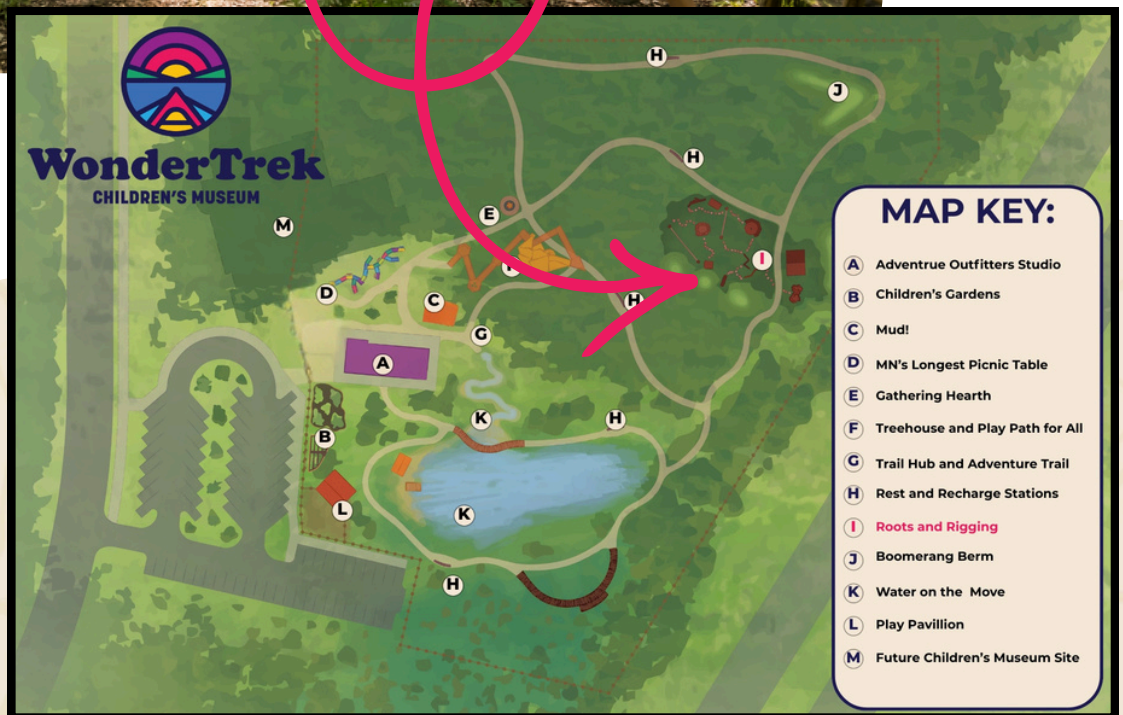 WonderTrek
CHILDREN'S MUSEUM
H
J
H
M
E
I
D
C
H
G
A
K
H
B
L
K
H
MAP KEY:
A Adventrue Outfitters Studio
B Children's Gardens
C Mud!
D MN's Longest Picnic Table
E Gathering Hearth
F Treehouse and Play Path for All
G Trail Hub and Adventure Trail
H Rest and Recharge Stations
I Roots and Rigging
J Boomerang Berm
K Water on the Move
L Play Pavillion
M Future Children's Museum Site